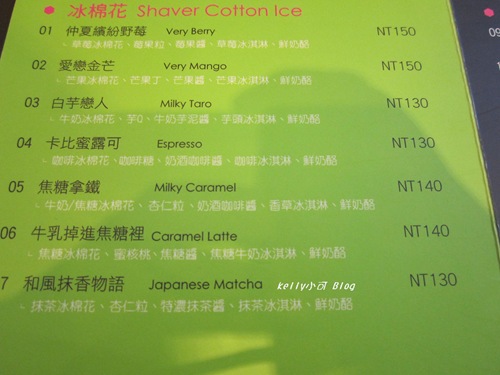 冰棉花 Shaver Cotton Ice
01 仲夏繽紛野莓 Very Berry NT150
草莓冰棉花、莓果粒、莓果醬、草莓冰淇淋、鮮奶酪
02 愛戀金芒 Very Mango NT150
芒果冰棉花、芒果丁、芒果醬、芒果冰淇淋、鮮奶酪
03 白芋戀人 Milky Taro NT130
牛奶冰棉花、芋Q、牛奶芋泥醬、芋頭冰淇淋、鮮奶酪
04 卡比蜜露可 Espresso NT130
咖啡冰棉花、咖啡糖、奶酒咖啡醬、咖啡冰淇淋、鮮奶酪
05 焦糖拿鐵 Milky Caramel NT140
牛奶/焦糖冰棉花、杏仁粒、奶酒咖啡醬、香草冰淇淋、鮮奶酪
06 牛乳掉進焦糖裡 Caramel Latte NT140
焦糖冰棉花、蜜核桃、焦糖醬、焦糖牛奶冰淇淋、鮮奶酪
7 和風抹香物語 Japanese Matcha NT130
抹茶冰棉花、杏仁粒、特濃抹茶醬、抹茶冰淇淋、鮮奶酪
kelly小可 Blog
09